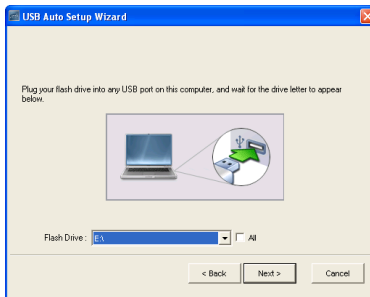 USB Auto Setup Wizard
Plug your flash drive into any USB port on this computer, and wait for the drive letter to appear
below.
Flash Drive : E:\ All
< Back Next > Cancel